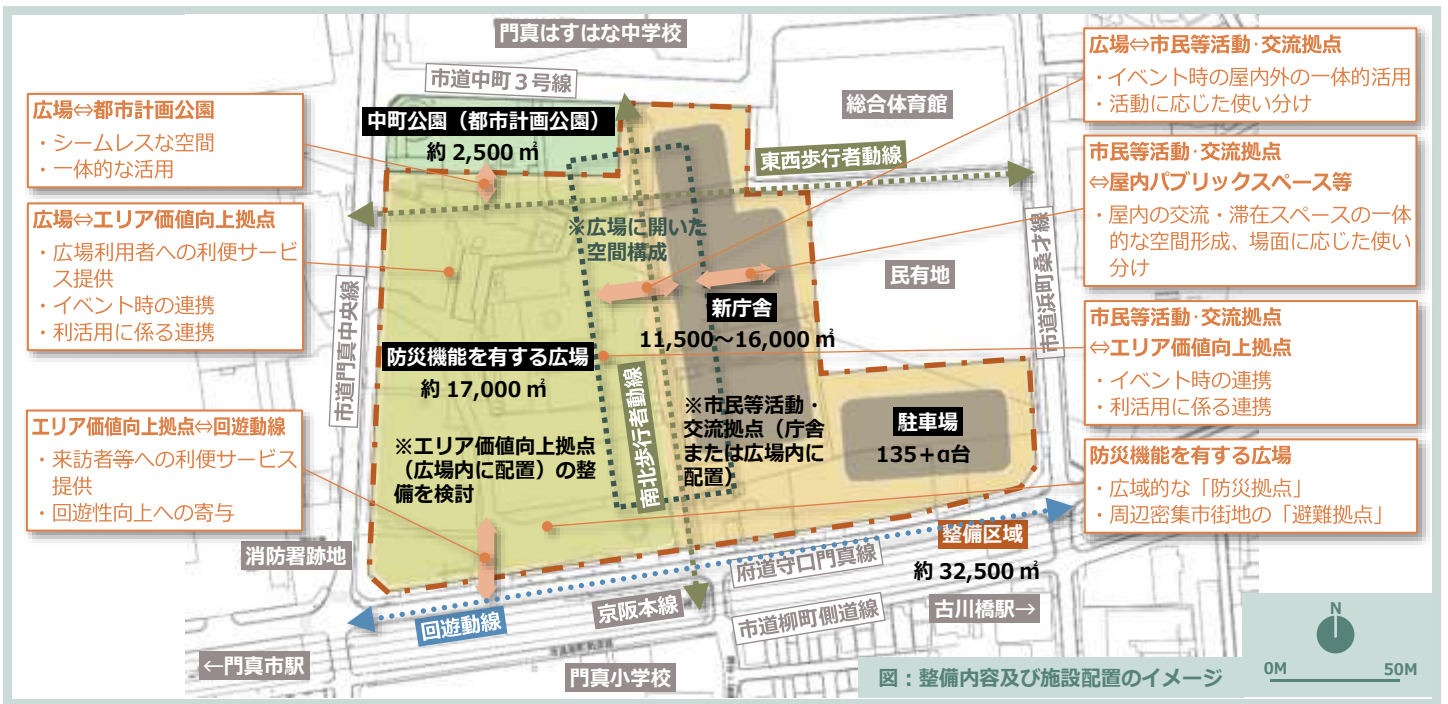 門真はすはな中学校
市道中町３号線
総合体育館
中町公園（都市計画公園）
約 2,500 ㎡
東西歩行者動線
広場⇔都市計画公園
・シームレスな空間
・一体的な活用
広場⇔エリア価値向上拠点
・広場利用者への利便サービ
ス提供
・イベント時の連携
・利活用に係る連携
エリア価値向上拠点⇔回遊動線
・来訪者等への利便サービス
提供
・回遊性向上への寄与
市道門真中央線
※広場に開いた
空間構成
新庁舎
11,500～16,000 ㎡
防災機能を有する広場
約 17,000 ㎡
※エリア価値向上拠点
（広場内に配置）の整
備を検討
南北歩行者動線
※市民等活動・
交流拠点（庁舎
または広場内に
配置）
駐車場
135+α台
民有地
市道浜町桑才線
広場⇔市民等活動･交流拠点
・イベント時の屋内外の一体的活用
・活動に応じた使い分け
市民等活動･交流拠点
⇔屋内パブリックスペース等
・屋内の交流・滞在スペースの一体
的な空間形成、場面に応じた使い
分け
市民等活動･交流拠点
⇔エリア価値向上拠点
・イベント時の連携
・利活用に係る連携
防災機能を有する広場
・広域的な「防災拠点」
・周辺密集市街地の「避難拠点」
整備区域
約 32,500 ㎡
消防署跡地
府道守口門真線
京阪本線
市道柳町側道線
古川橋駅→
回遊動線
←門真市駅
門真小学校
図：整備内容及び施設配置のイメージ
N
0M
50M